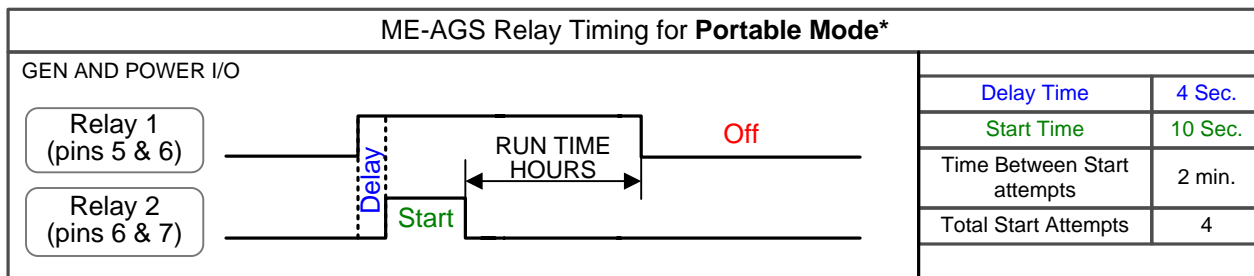 ME-AGS Relay Timing for Portable Mode*
GEN AND POWER I/O
Relay 1
(pins 5 & 6)
Relay 2
(pins 6 & 7)
Delay
Start
RUN TIME
HOURS
Off
Delay Time 4 Sec.
Start Time 10 Sec.
Time Between Start
attempts 2 min.
Total Start Attempts 4